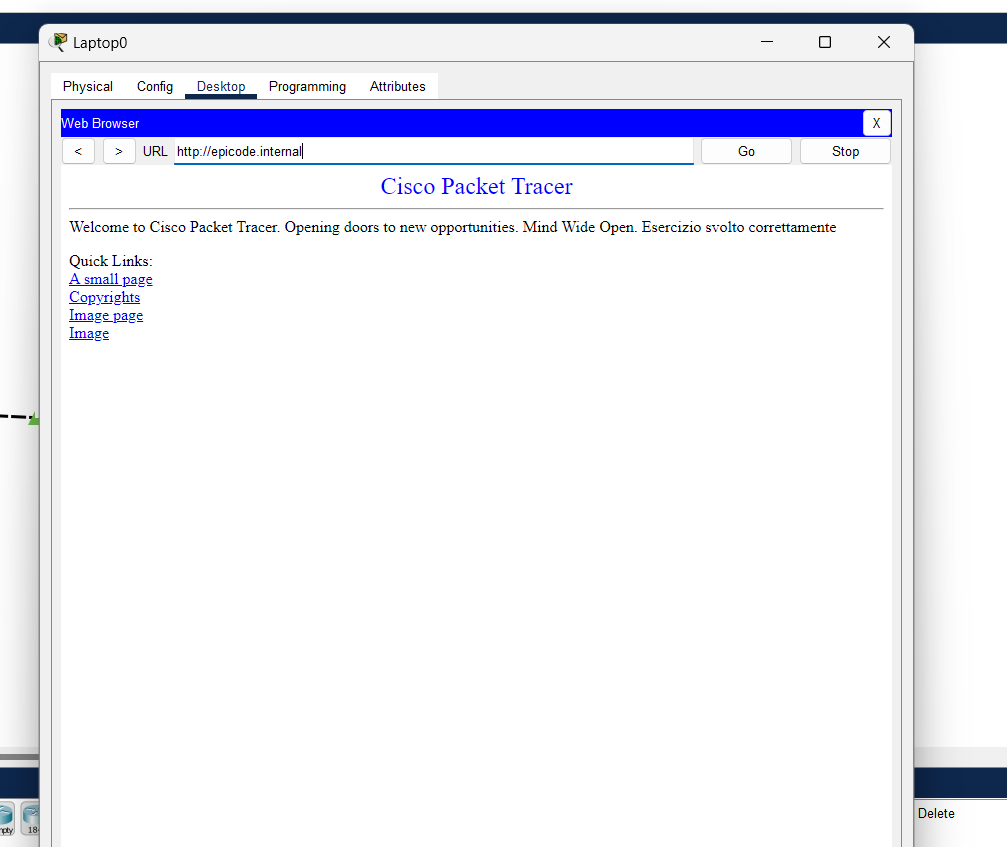 Laptop0
Physical Config Desktop Programming Attributes
Web Browser X
< > URL http://epicode.internal Go Stop
Cisco Packet Tracer
Welcome to Cisco Packet Tracer. Opening doors to new opportunities. Mind Wide Open. Esercizio svolto correttamente
Quick Links:
A small page
Copyrights
Image page
Image
Delete